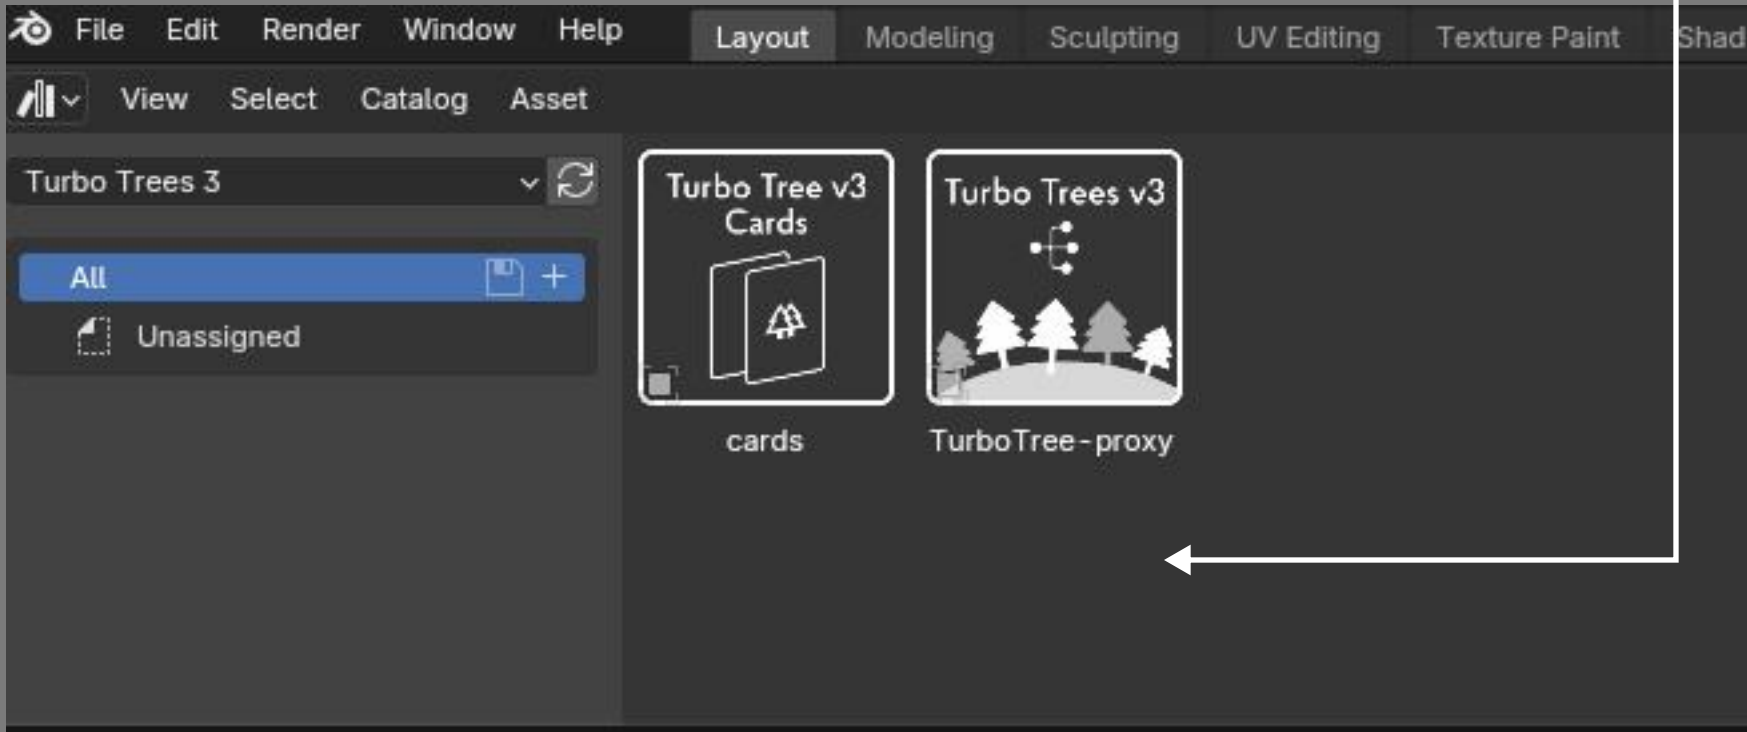 File Edit Render Window Help Layout Modeling Sculpting UV Editing Texture Paint Shad
View Select Catalog Asset
Turbo Trees 3
All
Unassigned
Turbo Tree v3
Cards
cards
Turbo Trees v3
TurboTree-proxy